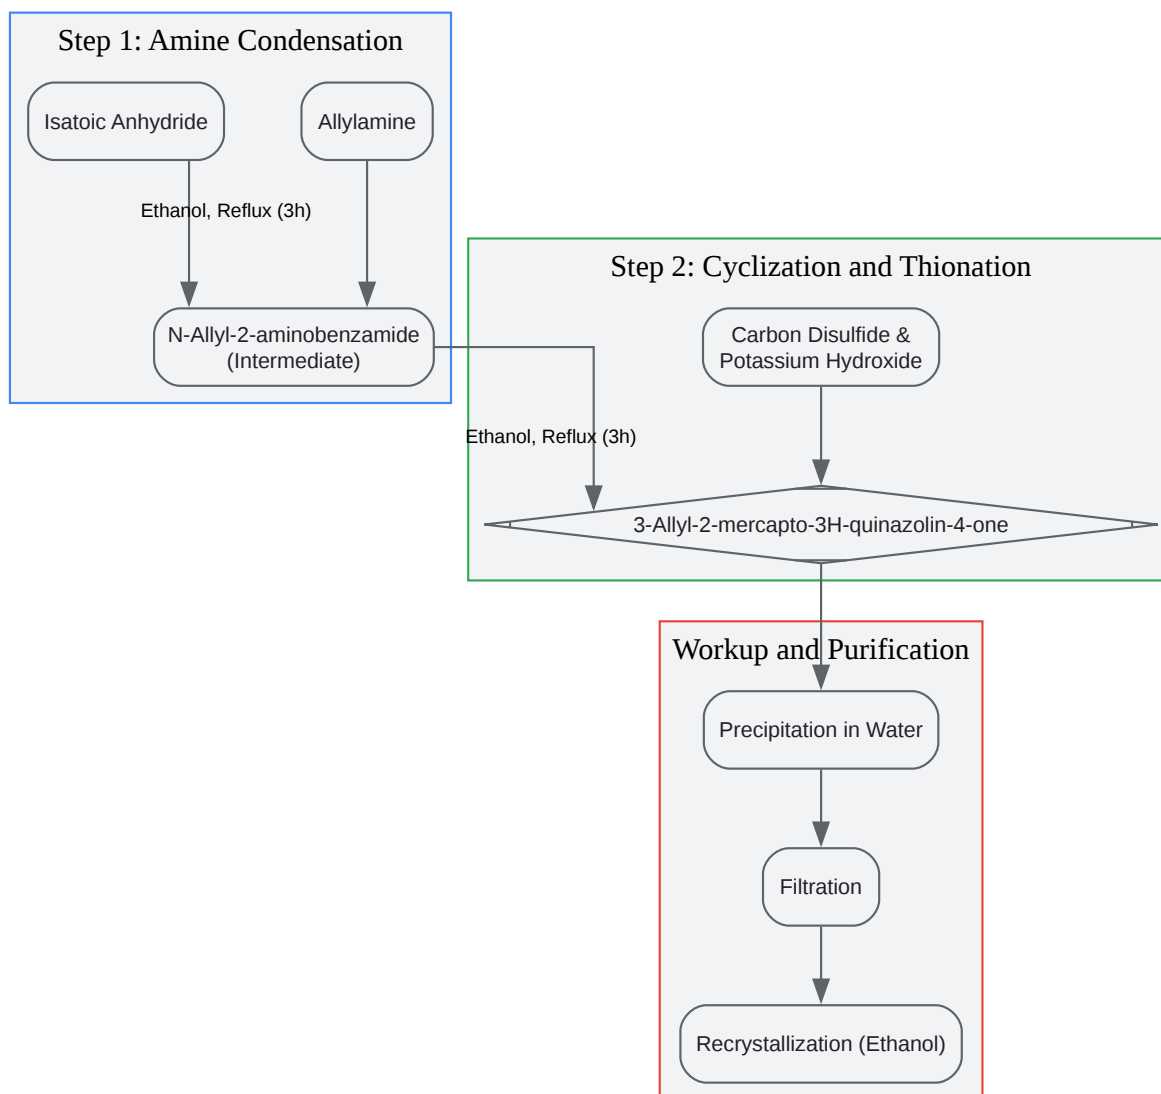 Step 1: Amine Condensation
Isatoic Anhydride
Allylamine
Ethanol, Reflux (3h)
N-Allyl-2-aminobenzamide
(Intermediate)
Step 2: Cyclization and Thionation
Carbon Disulfide &
Potassium Hydroxide
Ethanol, Reflux (3h)
3-Allyl-2-mercapto-3H-quinazolin-4-one
Workup and Purification
Precipitation in Water
Filtration
Recrystallization (Ethanol)